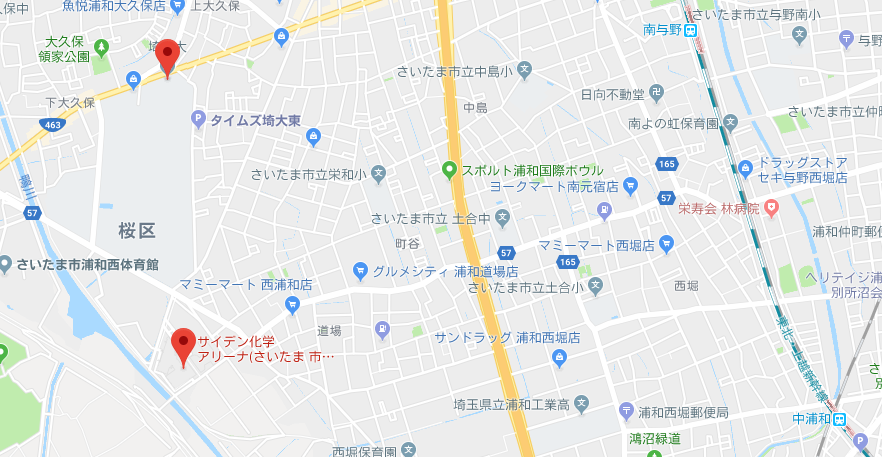 久保中
魚悦浦和大久保店
上大久保
さいたま市立与野南小
南与野
与野
大久保
領家公園
埼
大
さいたま市立中島小
中島
日向不動堂
下大久保
463
タイムズ埼大東
南よの虹保育園
さいたま市立仲
165
ドラッグストア
セキ与野西堀店
さいたま市立栄和小
スポルト浦和国際ボウル
ヨークマート南元宿店
鴨川
57
57
栄寿会 林病院
桜区
さいたま市立 土合中
町谷
浦和仲町郵便
マミーマート西堀店
57
165
さいたま市浦和西体育館
グルメシティ 浦和道場店
マミーマート 西浦和店
さいたま市立土合小
西堀
ヘリテイジ浦
別所沼会
道場
サンドラッグ 浦和西堀店
サイデン化学
アリーナ(さいたま 市…
東北・上越新幹線
埼玉県立浦和工業高
浦和西堀郵便局
中浦和
鴻沼緑道
西堀保育園